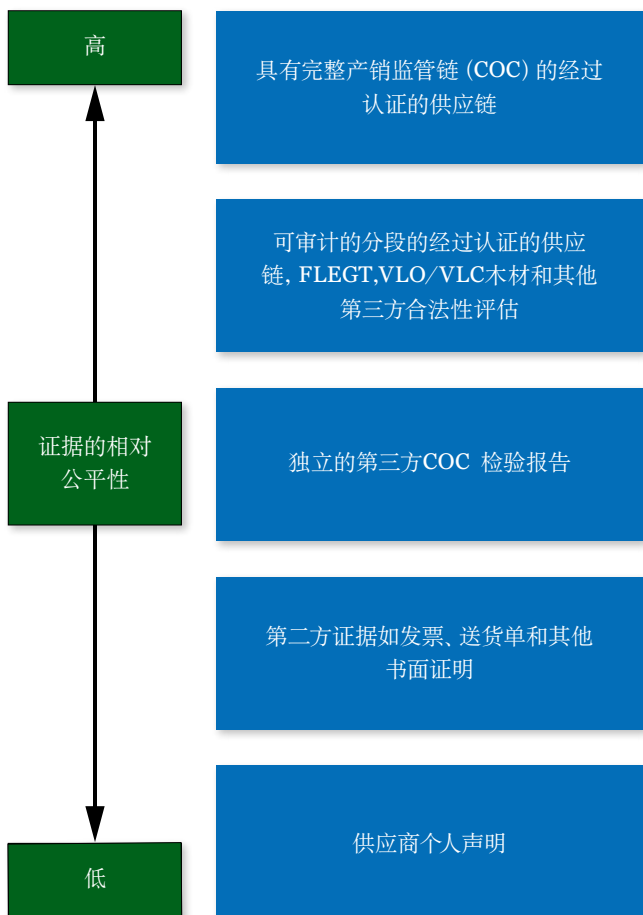 高
具有完整产销监管链 (COC) 的经过
认证的供应链
可审计的分段的经过认证的供应
链, FLEGT,VLO/VLC木材和其他
第三方合法性评估
证据的相对
公平性
独立的第三方COC 检验报告
第二方证据如发票、送货单和其他
书面证明
供应商个人声明
低